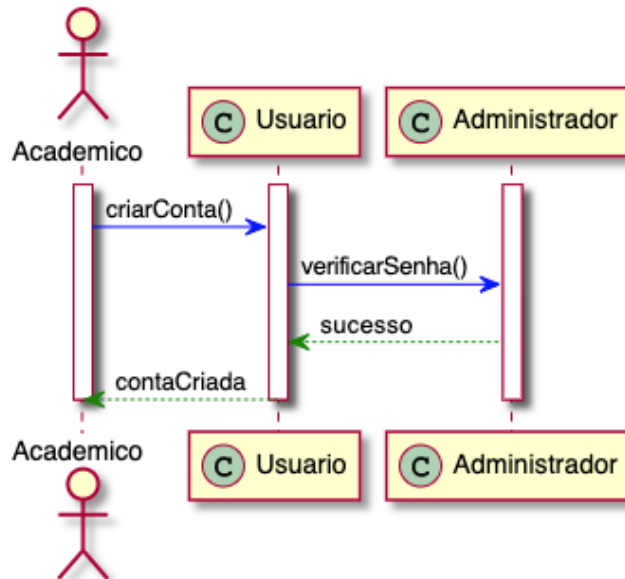 Academico
C Usuario
C Administrador
criarConta()
verificarSenha()
sucesso
contaCriada
Academico
C Usuario
C Administrador